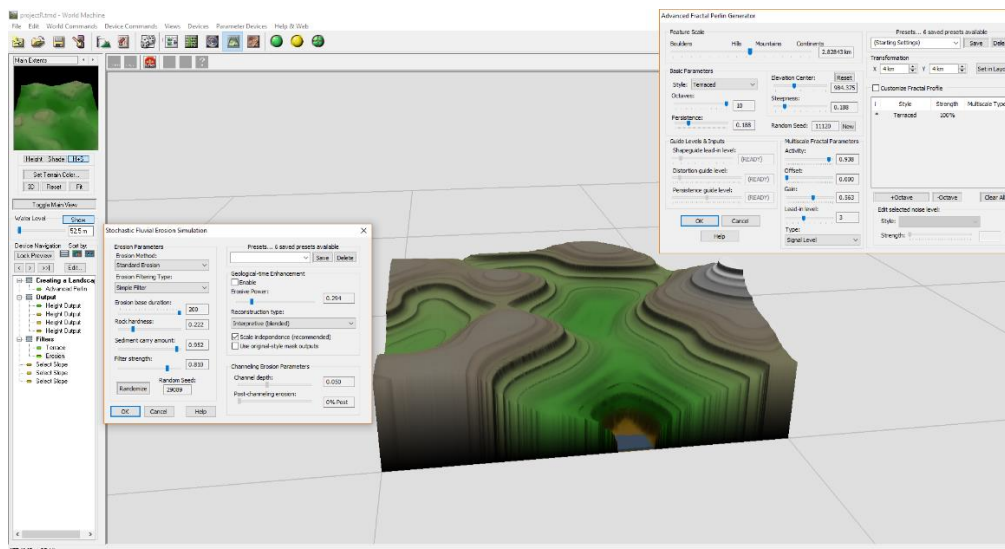 projectR.tmd - World Machine
File Edit World Commands Device Commands Views Devices Parameter Devices Help & Web
Main Extents
Height Shade H+S
Set Terrain Color...
3D Reset Fit
Toggle Main View
Water Level Show
52.5 m
Device Navigation Sort by:
Lock Preview
< > >>| Edit...
Creating a Landsca
Advanced Perlin
Output
Height Output
Height Output
Height Output
Height Output
Filters
Terrace
Erosion
Select Slope
Select Slope
Select Slope
Stochastic Fluvial Erosion Simulation
Erosion Parameters
Erosion Method:
Standard Erosion
Erosion Filtering Type:
Simple Filter
Erosion base duration:
200
Rock hardness:
0.222
Sediment carry amount:
0.952
Filter strength:
0.810
Randomize
Random Seed:
29009
OK Cancel Help
Presets... 6 saved presets available
Save Delete
Geological-time Enhancement
Enable
Erosive Power:
0.294
Reconstruction type:
Interpretive (blended)
Scale independence (recommended)
Use original-style mask outputs
Channeling Erosion Parameters
Channel depth:
0.050
Post-channeling erosion:
0% Post
Advanced Fractal Perlin Generator
Feature Scale
Boulders Hills Mountains Continents
2.82843 km
Basic Parameters
Style: Terraced
Octaves:
10
Persistence:
0.188
Elevation Center: Reset
984.375
Steepness:
0.188
Random Seed: 11120 New
Guide Levels & Inputs
Shapeguide lead-in level:
(READY)
Distortion guide level:
(READY)
Persistence guide level:
(READY)
OK Cancel
Help
Multiscale Fractal Parameters
Activity:
0.938
Offset:
0.000
Gain:
0.563
Lead-in level:
3
Type:
Signal Level
Presets... 6 saved presets available
(Starting Settings) Save Dele
Transformation
X 4 km Y 4 km Set in Layo
Customize Fractal Profile
l Style Strength Multiscale Type
* Terraced 100%
+Octave -Octave Clear All
Edit selected noise level:
Style:
Strength: